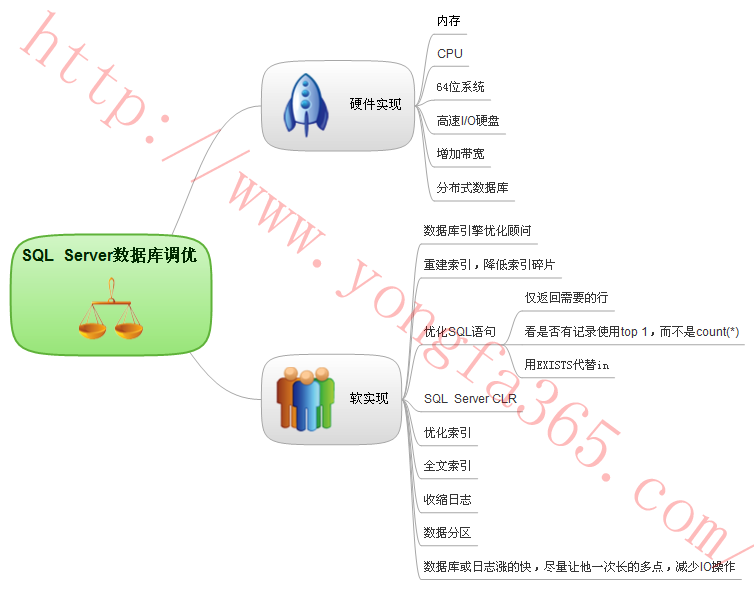 SQL Server数据库调优
硬件实现
内存
CPU
64位系统
高速I/O硬盘
增加带宽
分布式数据库
软实现
数据库引擎优化顾问
重建索引，降低索引碎片
优化SQL语句
仅返回需要的行
看是否有记录使用top 1，而不是count(*)
用EXISTS代替in
SQL Server CLR
优化索引
全文索引
收缩日志
数据分区
数据库或日志涨的快，尽量让他一次长的多点，减少IO操作
http://www.yongfa365.com/